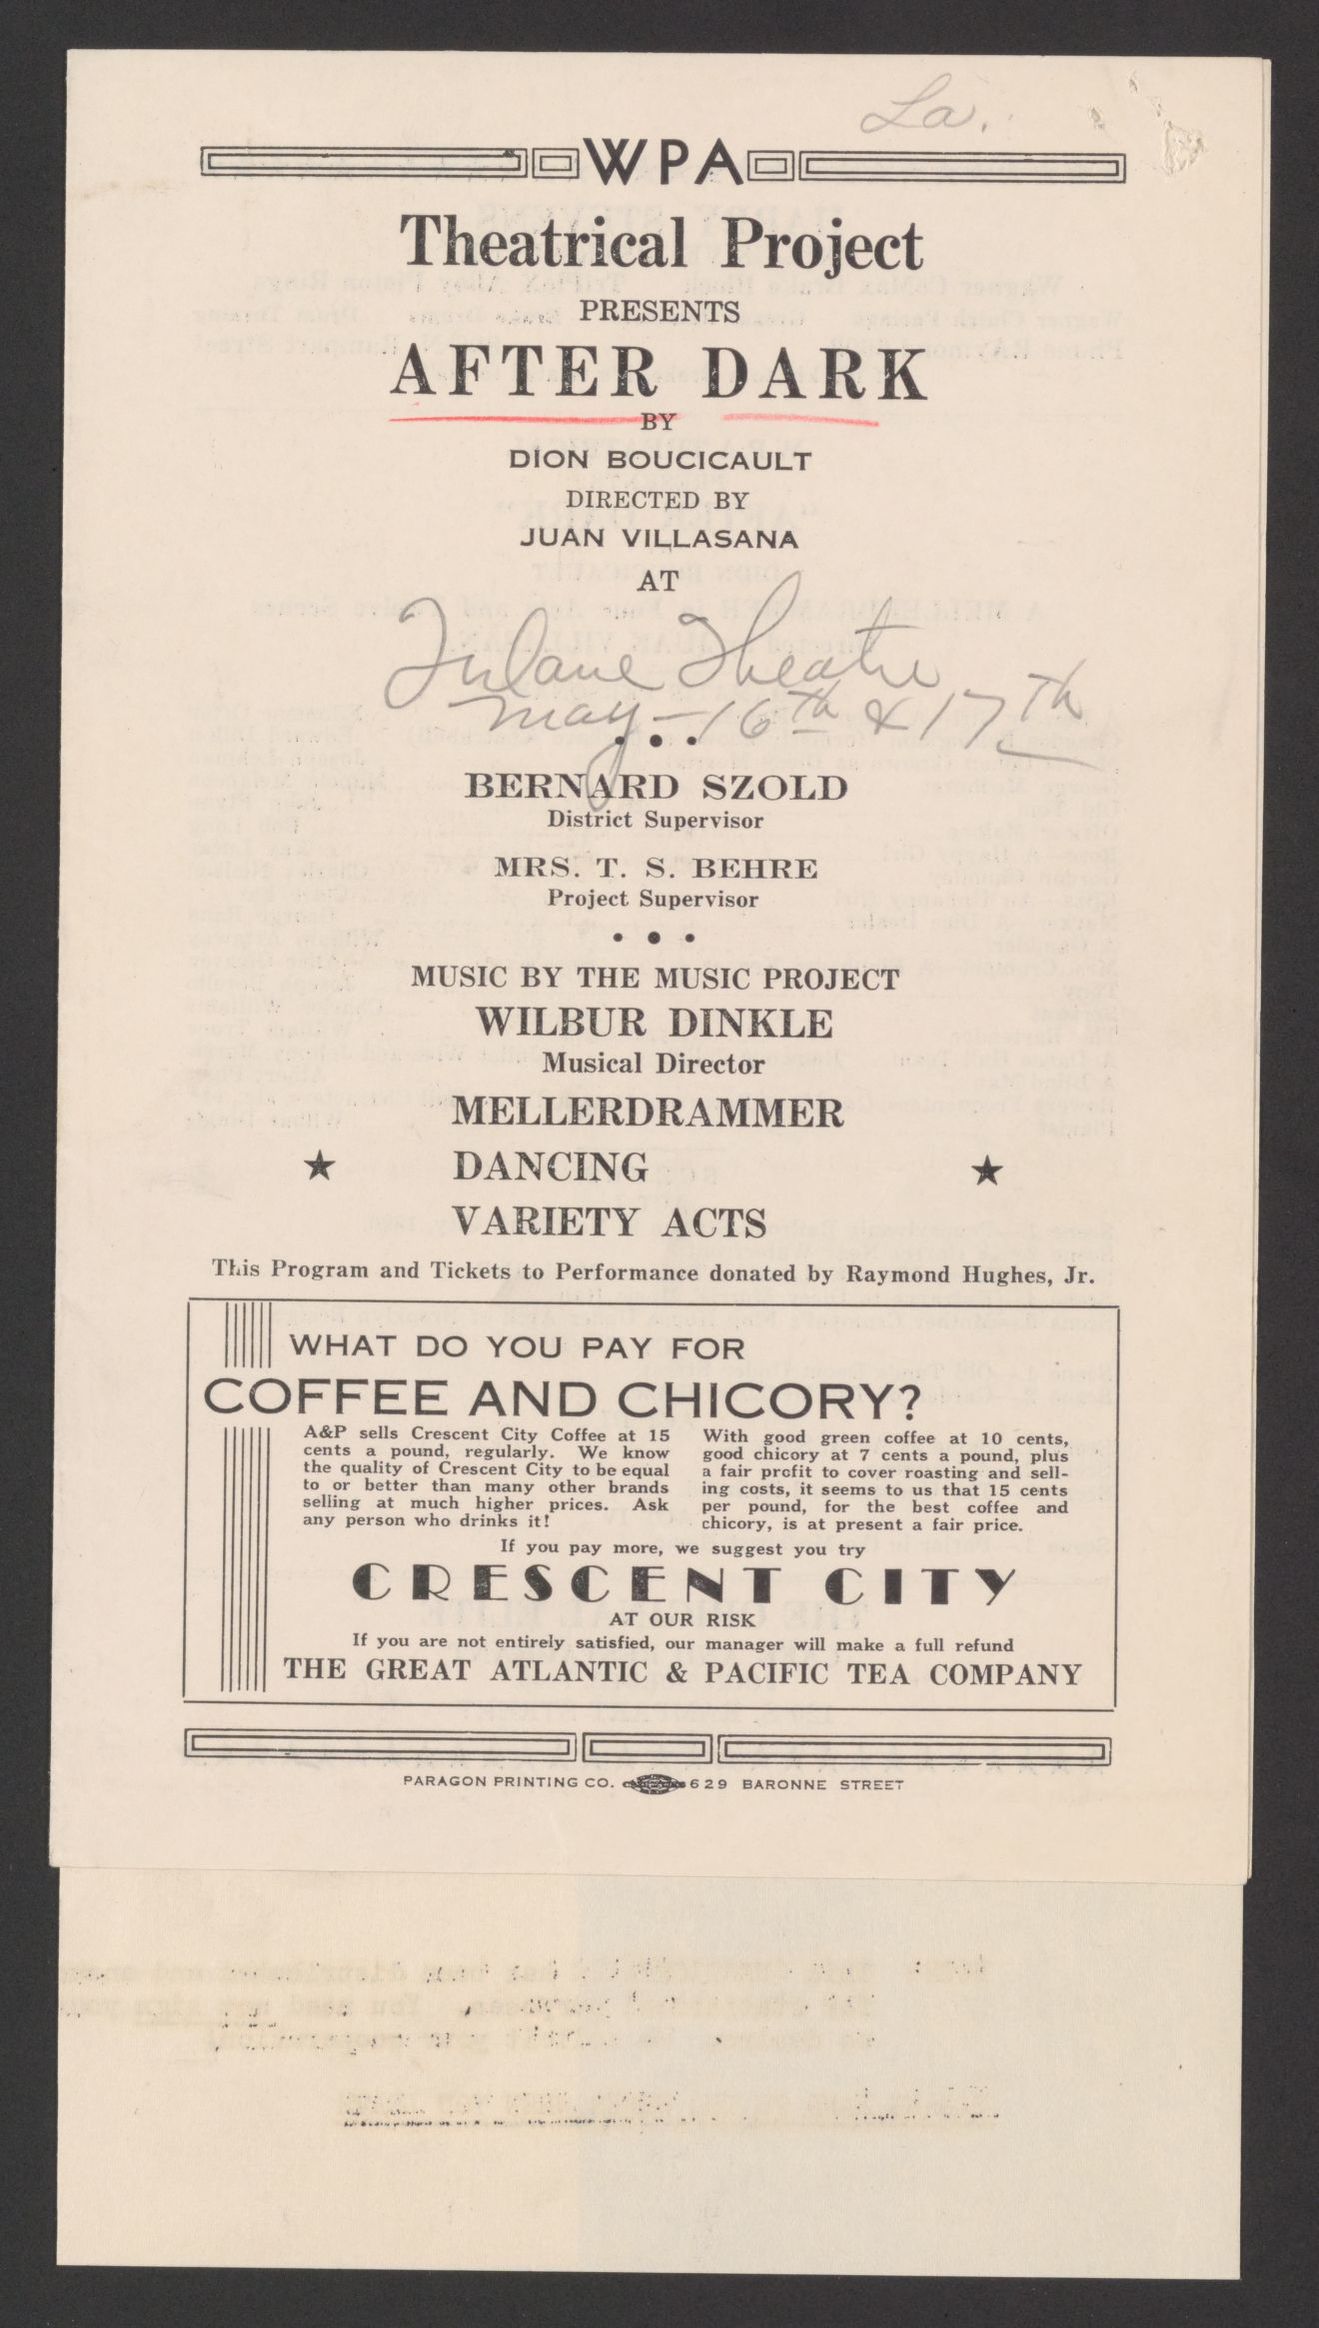 La.
WPA
Theatrical Project
PRESENTS
AFTER DARK
BY
DION BOUCICAULT
DIRECTED BY
JUAN VILLASANA
AT
Tulane Theatre
May - 16th & 17th
• • •
BERNARD SZOLD
District Supervisor
MRS. T. S. BEHRE
Project Supervisor
• • •
MUSIC BY THE MUSIC PROJECT
WILBUR DINKLE
Musical Director
MELLERDRAMMER
★ DANCING ★
VARIETY ACTS
This Program and Tickets to Performance donated by Raymond Hughes, Jr.
WHAT DO YOU PAY FOR
COFFEE AND CHICORY?
A&P sells Crescent City Coffee at 15
cents a pound, regularly. We know
the quality of Crescent City to be equal
to or better than many other brands
selling at much higher prices. Ask
any person who drinks it!
With good green coffee at 10 cents,
good chicory at 7 cents a pound, plus
a fair profit to cover roasting and sell-
ing costs, it seems to us that 15 cents
per pound, for the best coffee and
chicory, is at present a fair price.
If you pay more, we suggest you try
CRESCENT CITY
AT OUR RISK
If you are not entirely satisfied, our manager will make a full refund
THE GREAT ATLANTIC & PACIFIC TEA COMPANY
PARAGON PRINTING CO. 629 BARONNE STREET